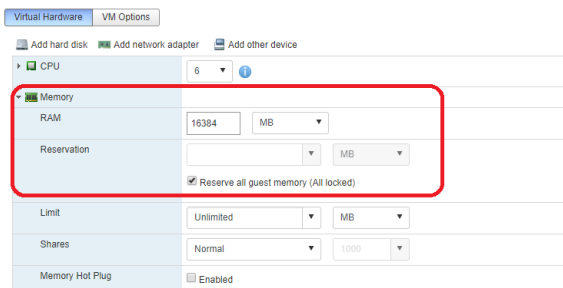 Virtual Hardware VM Options
Add hard disk Add network adapter Add other device
CPU 6
Memory
RAM 16384 MB
Reservation MB
Reserve all guest memory (All locked)
Limit Unlimited MB
Shares Normal 1000
Memory Hot Plug Enabled